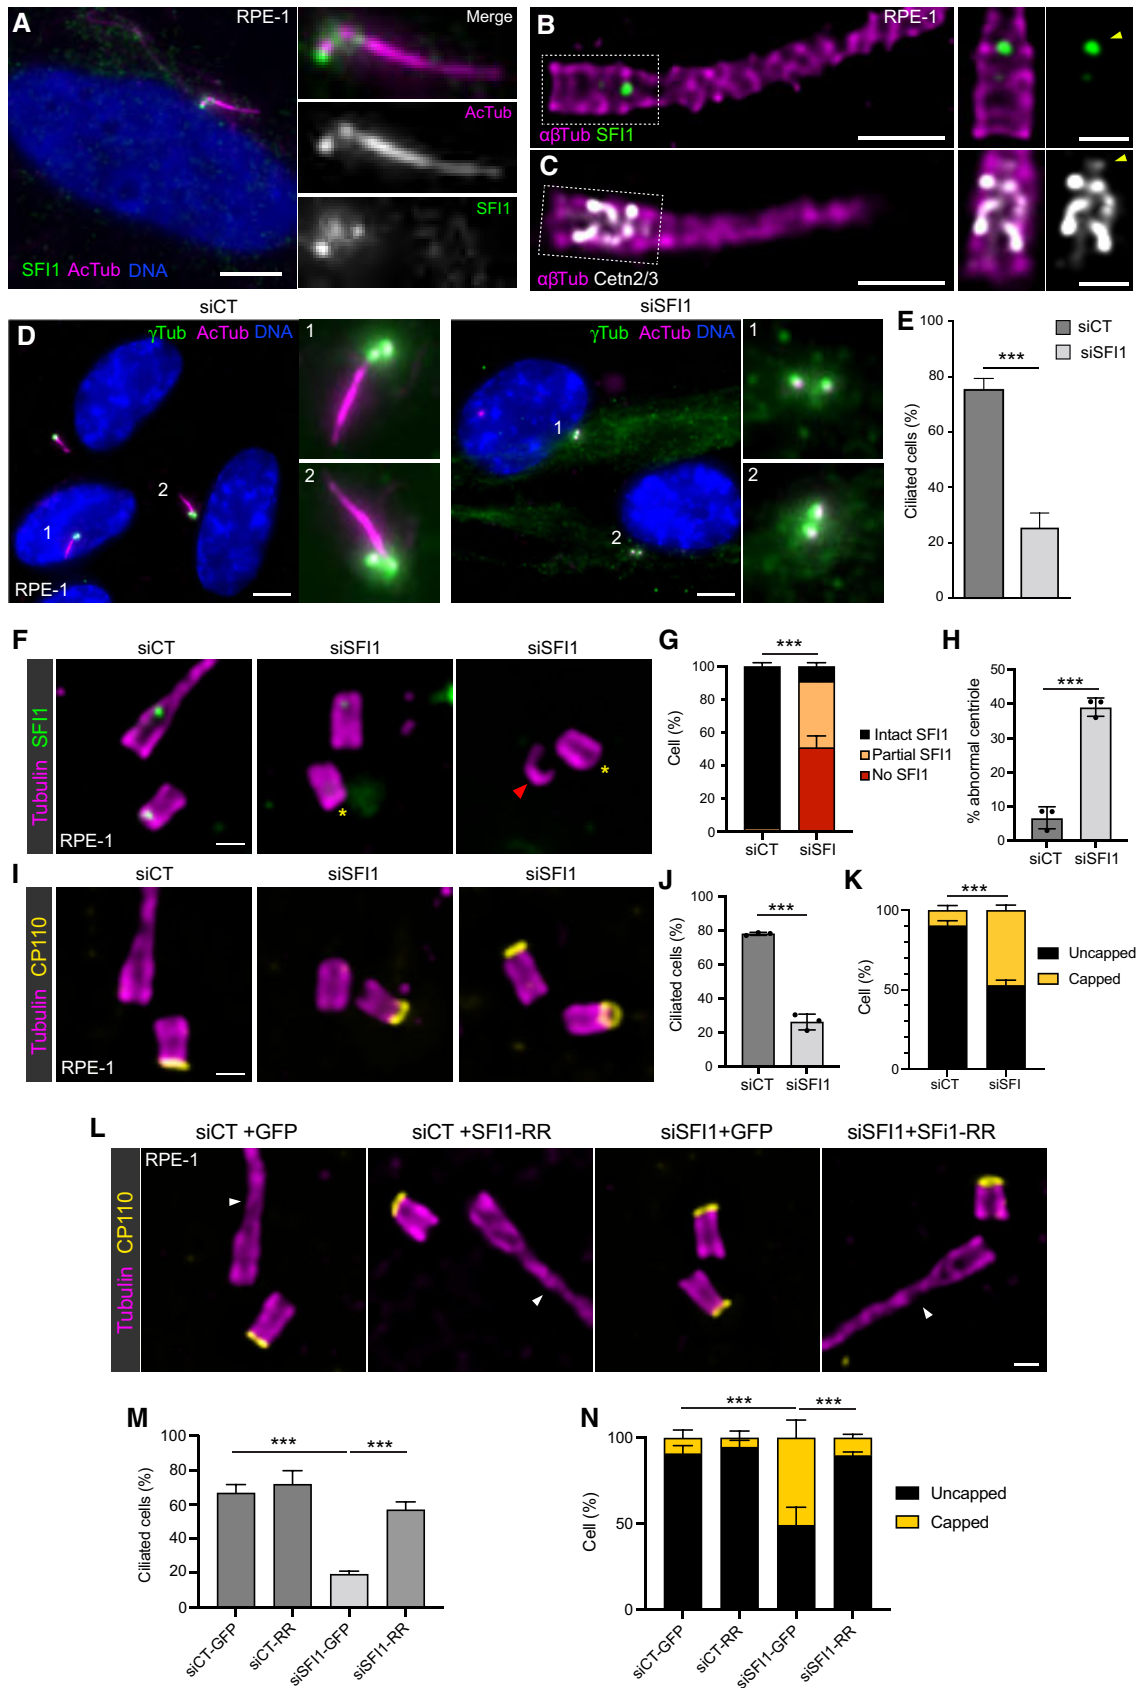 A
RPE-1
Merge
AcTub
SFI1
SFI1 AcTub DNA
B
RPE-1
αβTub SFI1
C
αβTub Cetn2/3
siCT
siSFI1
D
γTub AcTub DNA
1
2
1
2
RPE-1
γTub AcTub DNA
1
2
1
2
E
100
80
60
40
20
0
Ciliated cells (%)
***
siCT
siSFI1
F
siCT
siSFI1
siSFI1
Tubulin SFI1
RPE-1
*
*
G
***
100
80
60
40
20
0
Cell (%)
siCT
siSFI
Intact SFI1
Partial SFI1
No SFI1
H
50
40
30
20
10
0
% abnormal centriole
***
siCT
siSFI1
I
siCT
siSFI1
siSFI1
Tubulin CP110
RPE-1
J
100
80
60
40
20
0
Ciliated cells (%)
***
siCT
siSFI1
K
***
100
50
0
Cell (%)
siCT
siSFI
Uncapped
Capped
L
siCT +GFP
siCT +SFI1-RR
siSFI1+GFP
siSFI1+SFi1-RR
Tubulin CP110
RPE-1
M
100
80
60
40
20
0
Ciliated cells (%)
***
***
siCT-GFP
siCT-RR
siSFI1-GFP
siSFI1-RR
N
***
***
100
50
0
Cell (%)
siCT-GFP
siCT-RR
siSFI1-GFP
siSFI1-RR
Uncapped
Capped